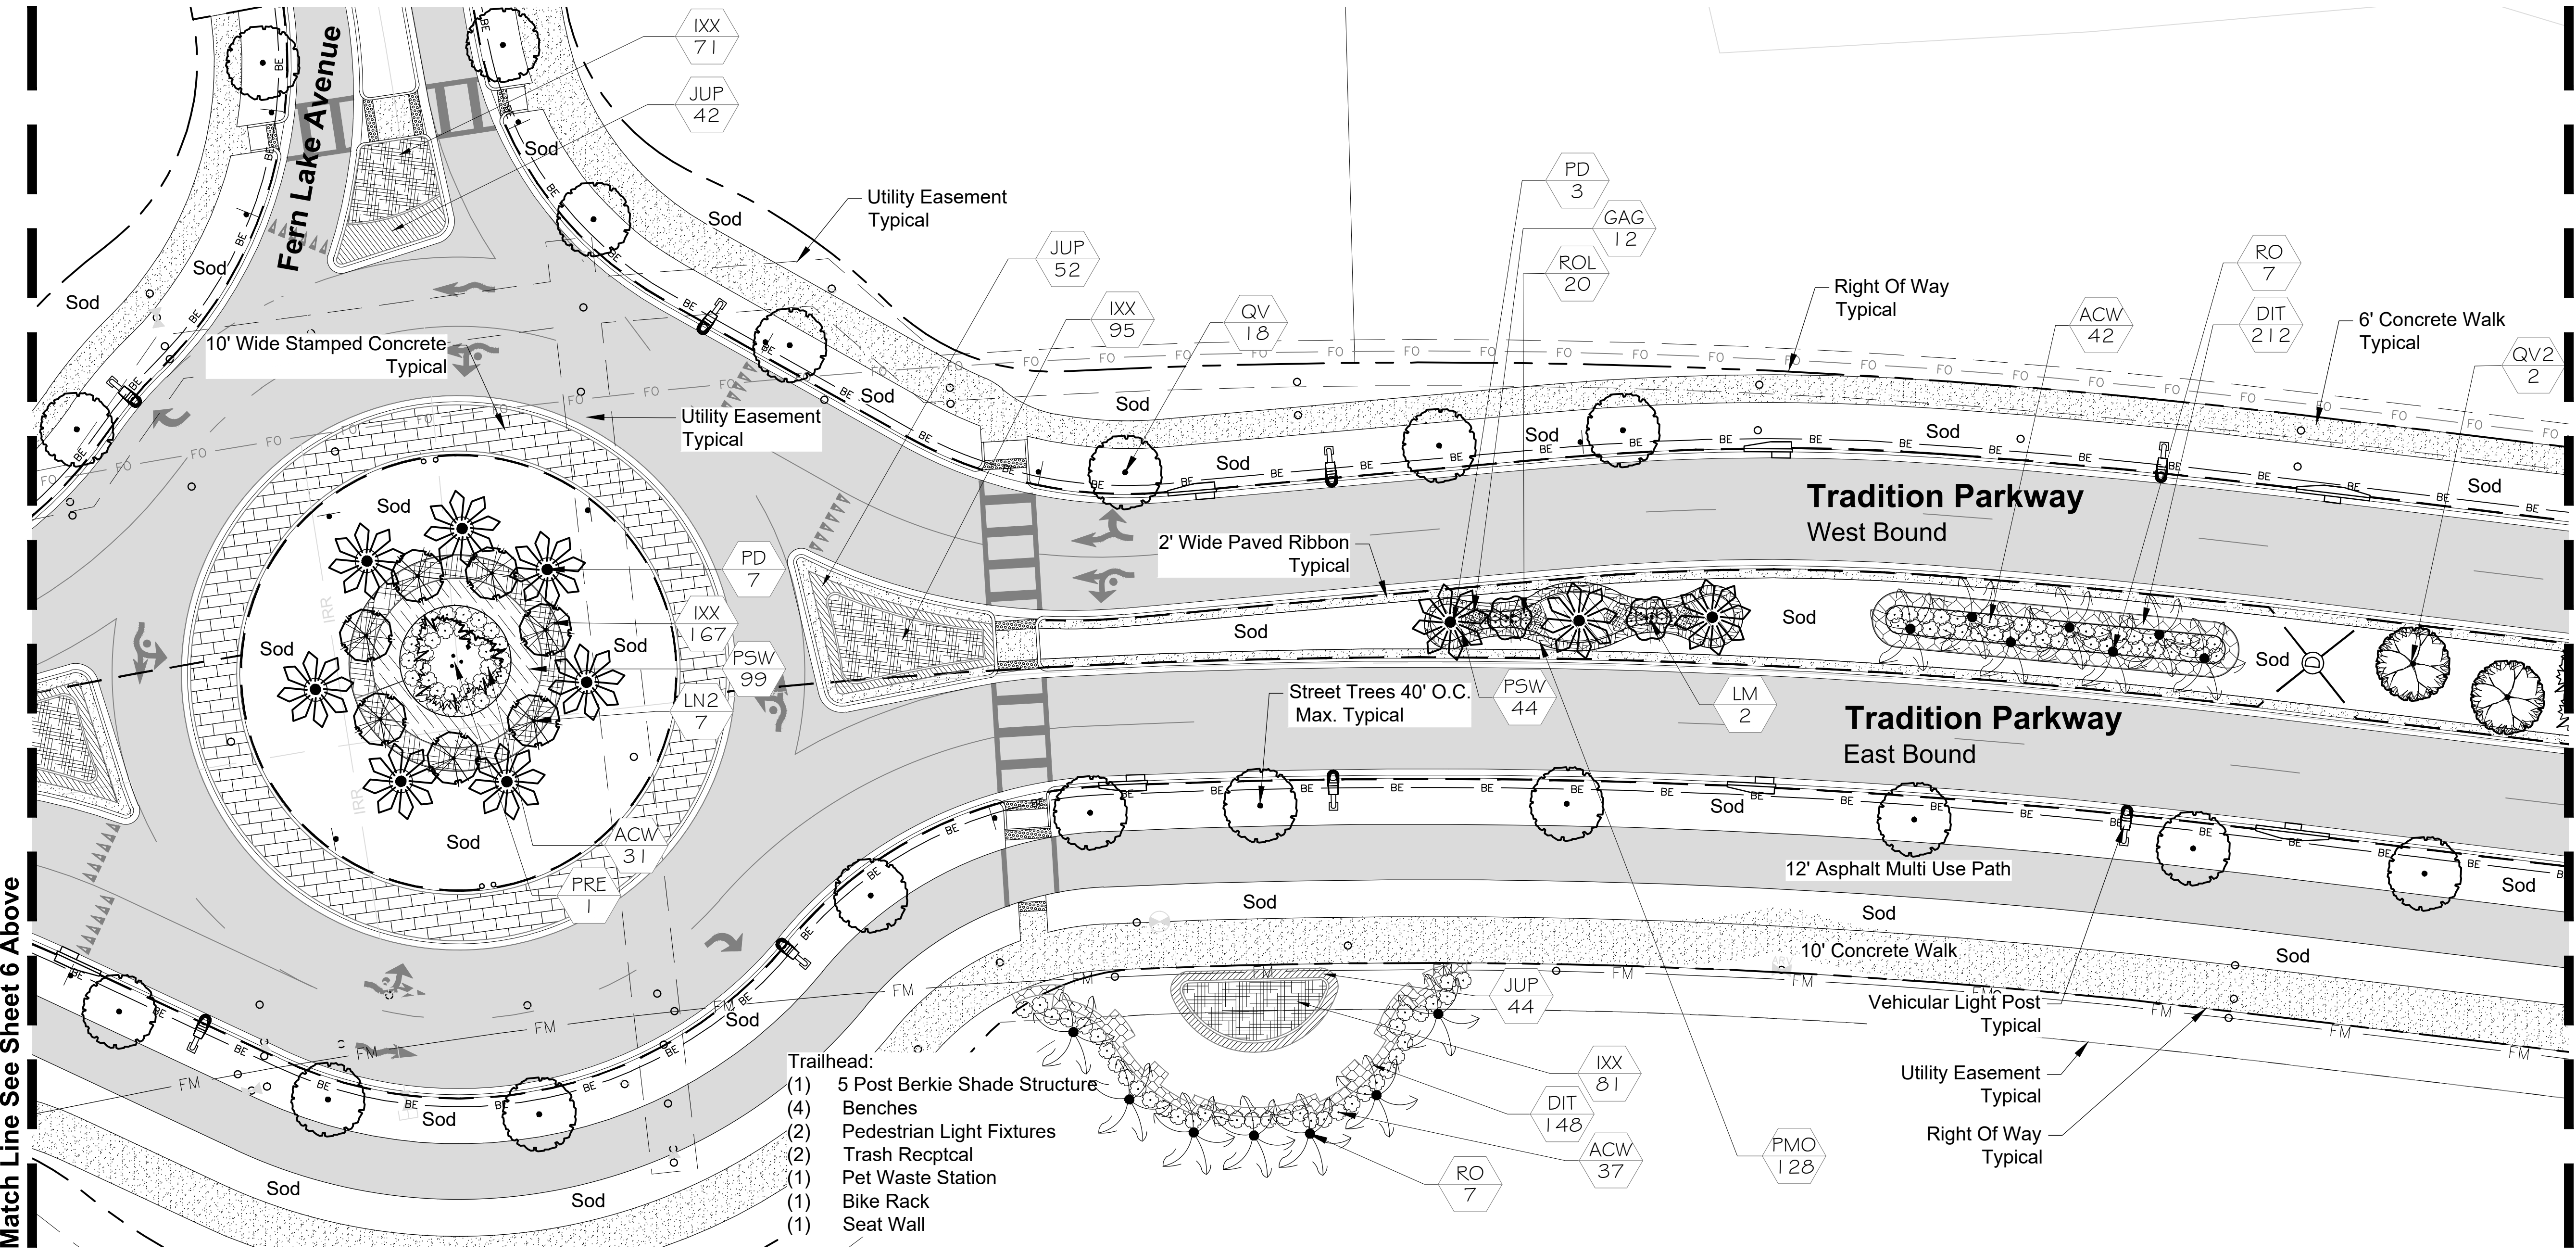 Fern Lake Avenue
IXX
71
JUP
42
Sod
Sod
Sod
Sod
Utility Easement
Typical
JUP
52
IXX
95
QV
18
PD
3
GAG
12
ROL
20
Right Of Way
Typical
ACW
42
RO
7
DIT
212
6' Concrete Walk
Typical
QV2
2
10' Wide Stamped Concrete
Typical
Utility Easement
Typical
Sod
Sod
Sod
Sod
Sod
Sod
Tradition Parkway
West Bound
2' Wide Paved Ribbon
Typical
Sod
Sod
Sod
Sod
Sod
PD
7
IXX
167
PSW
99
LN2
7
ACW
31
PRE
1
IRR
IRR
Sod
Sod
Sod
Street Trees 40' O.C.
Max. Typical
PSW
44
LM
2
Tradition Parkway
East Bound
Sod
12' Asphalt Multi Use Path
Sod
Sod
Sod
10' Concrete Walk
Sod
Vehicular Light Post
Typical
Utility Easement
Typical
Right Of Way
Typical
JUP
44
IXX
81
DIT
148
ACW
37
RO
7
PMO
128
Sod
Sod
Sod
Sod
Trailhead:
(1) 5 Post Berkie Shade Structure
(4) Benches
(2) Pedestrian Light Fixtures
(2) Trash Recptcal
(1) Pet Waste Station
(1) Bike Rack
(1) Seat Wall
Match Line See Sheet 6 Above
BE
FO
FM